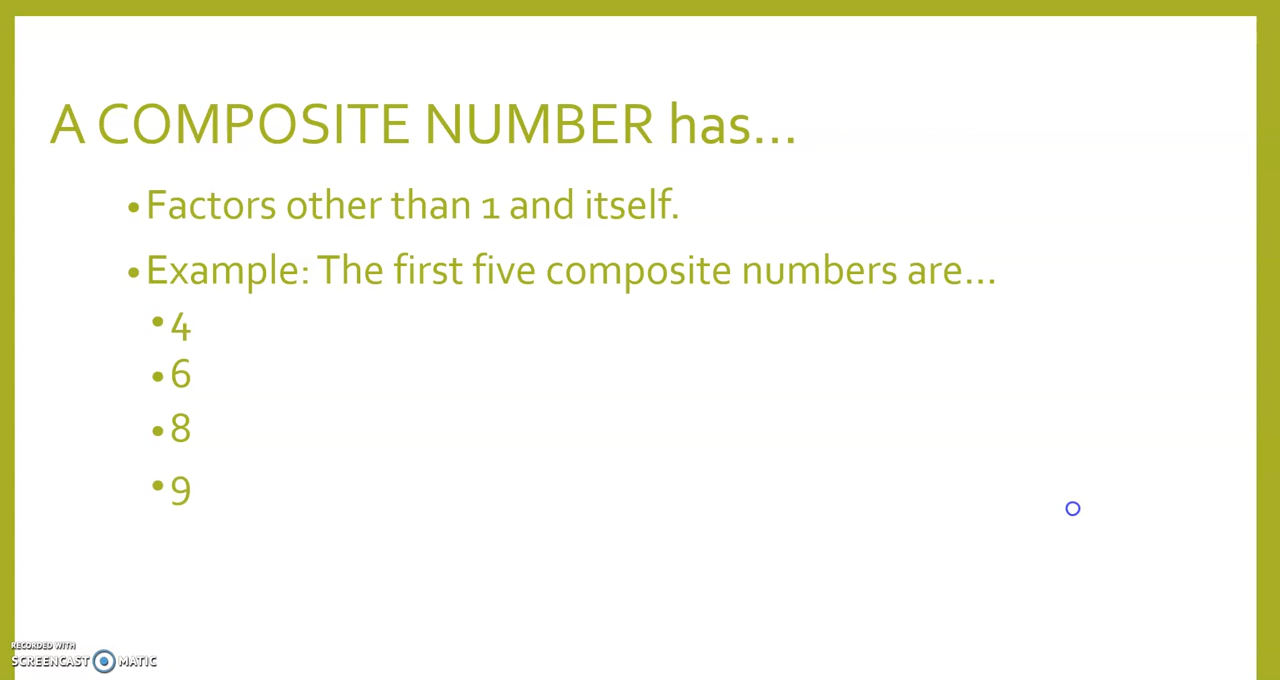 A COMPOSITE NUMBER has...
• Factors other than 1 and itself.
• Example: The first five composite numbers are...
• 4
• 6
• 8
• 9
RECORDED WITH
SCREENCAST MATIC